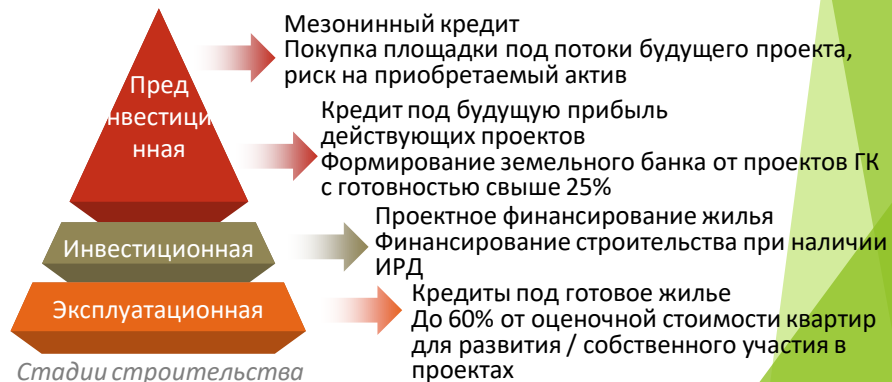 Мезонинный кредит
Покупка площадки под потоки будущего проекта,
риск на приобретаемый актив
Пред
нвестици
нная
Кредит под будущую прибыль
действующих проектов
Формирование земельного банка от проектов ГК
с готовностью свыше 25%
Проектное финансирование жилья
Финансирование строительства при наличии
ИРД
Инвестиционная
Кредиты под готовое жилье
До 60% от оценочной стоимости квартир
для развития / собственного участия в
проектах
Эксплуатационная
Стадии строительства